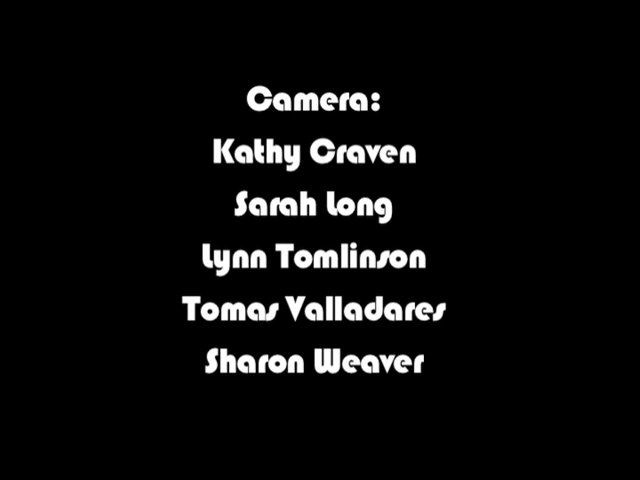 Camera:
Kathy Craven
Sarah Long
Lynn Tomlinson
Tomas Valladares
Sharon Weaver